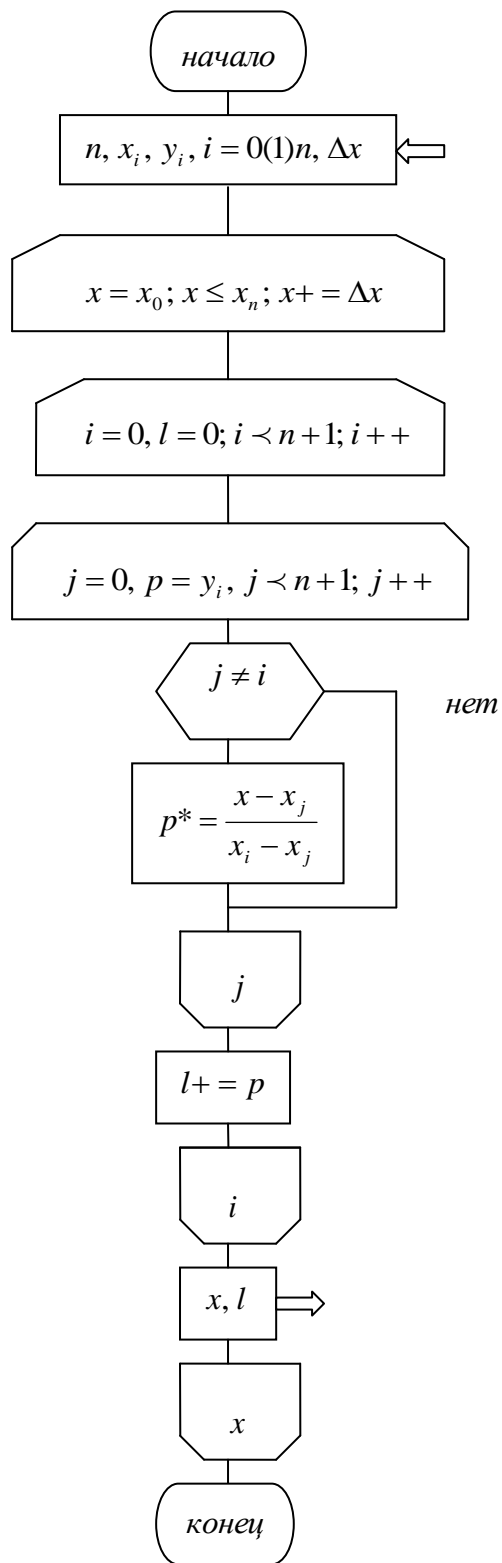 начало
n, x_i, y_i, i = 0(1)n, Δx
x = x_0; x ≤ x_n; x+ = Δx
i = 0, l = 0; i ≺ n + 1; i + +
j = 0, p = y_i, j ≺ n + 1; j + +
j ≠ i
нет
p* = \frac{x - x_j}{x_i - x_j}
j
l+ = p
i
x, l
x
конец